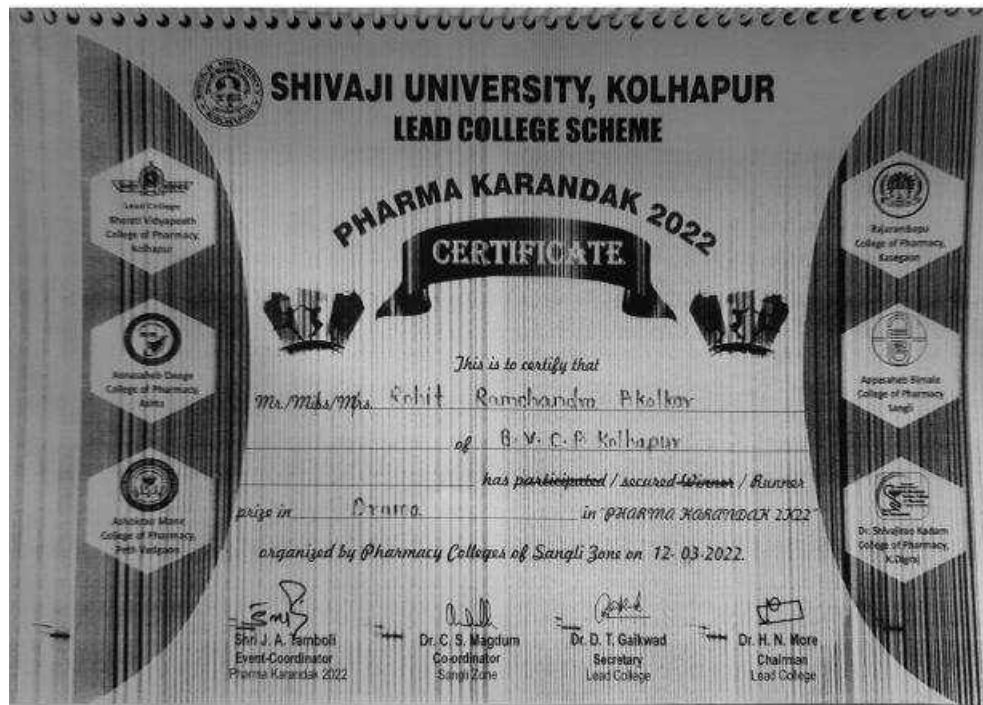 SHIVAJI UNIVERSITY, KOLHAPUR
LEAD COLLEGE SCHEME
PHARMA KARANDAK 2022
CERTIFICATE
Lead College
Bharati Vidyapeeth
College of Pharmacy,
Kolhapur
Annasaheb Dange
College of Pharmacy,
Ashta
Ashokrao Mane
College of Pharmacy,
Peth Vadgaon
Rajarambapu
College of Pharmacy,
Kasegaon
Appasaheb Birnale
College of Pharmacy
Sangli
Dr. Shivajirao Kadam
College of Pharmacy,
K.Digraj
This is to certify that
Mr./Miss/Mrs. Rohit Ramchandra
of B.V.C.P. Kolhapur
has participated / secured Winner / Runner
prize in Drama in "PHARMA KARANDAK 2K22"
organized by Pharmacy Colleges of Sangli Zone on 12-03-2022.
Shri J. A. Tamboli
Event-Coordinator
Pharma Karandak 2022
Dr. C. S. Magdum
Co-ordinator
Sangli Zone
Dr. D. T. Gaikwad
Secretary
Lead College
Dr. H. N. More
Chairman
Lead College